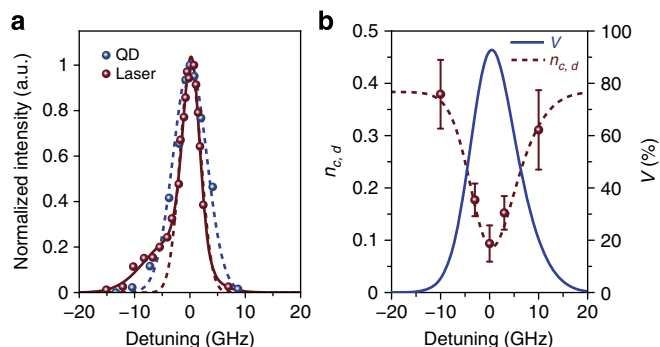 a
QD
Laser
Normalized intensity (a.u.)
1
0.8
0.6
0.4
0.2
0
−20 −10 0 10 20
Detuning (GHz)
b
V
n c, d
n c, d
0.5
0.4
0.3
0.2
0.1
0
100
80
60
40
20
0
V (%)
−20 −10 0 10 20
Detuning (GHz)